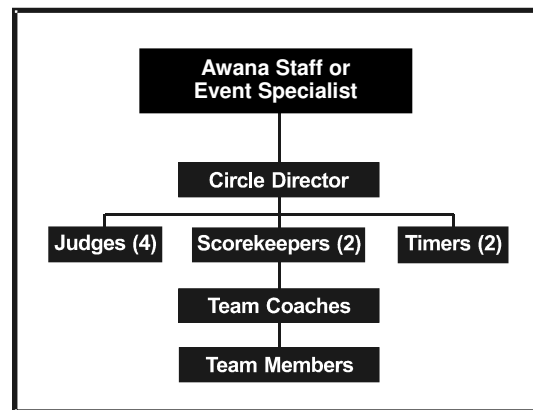 Awana Staff or
Event Specialist
Circle Director
Judges (4)
Scorekeepers (2)
Timers (2)
Team Coaches
Team Members